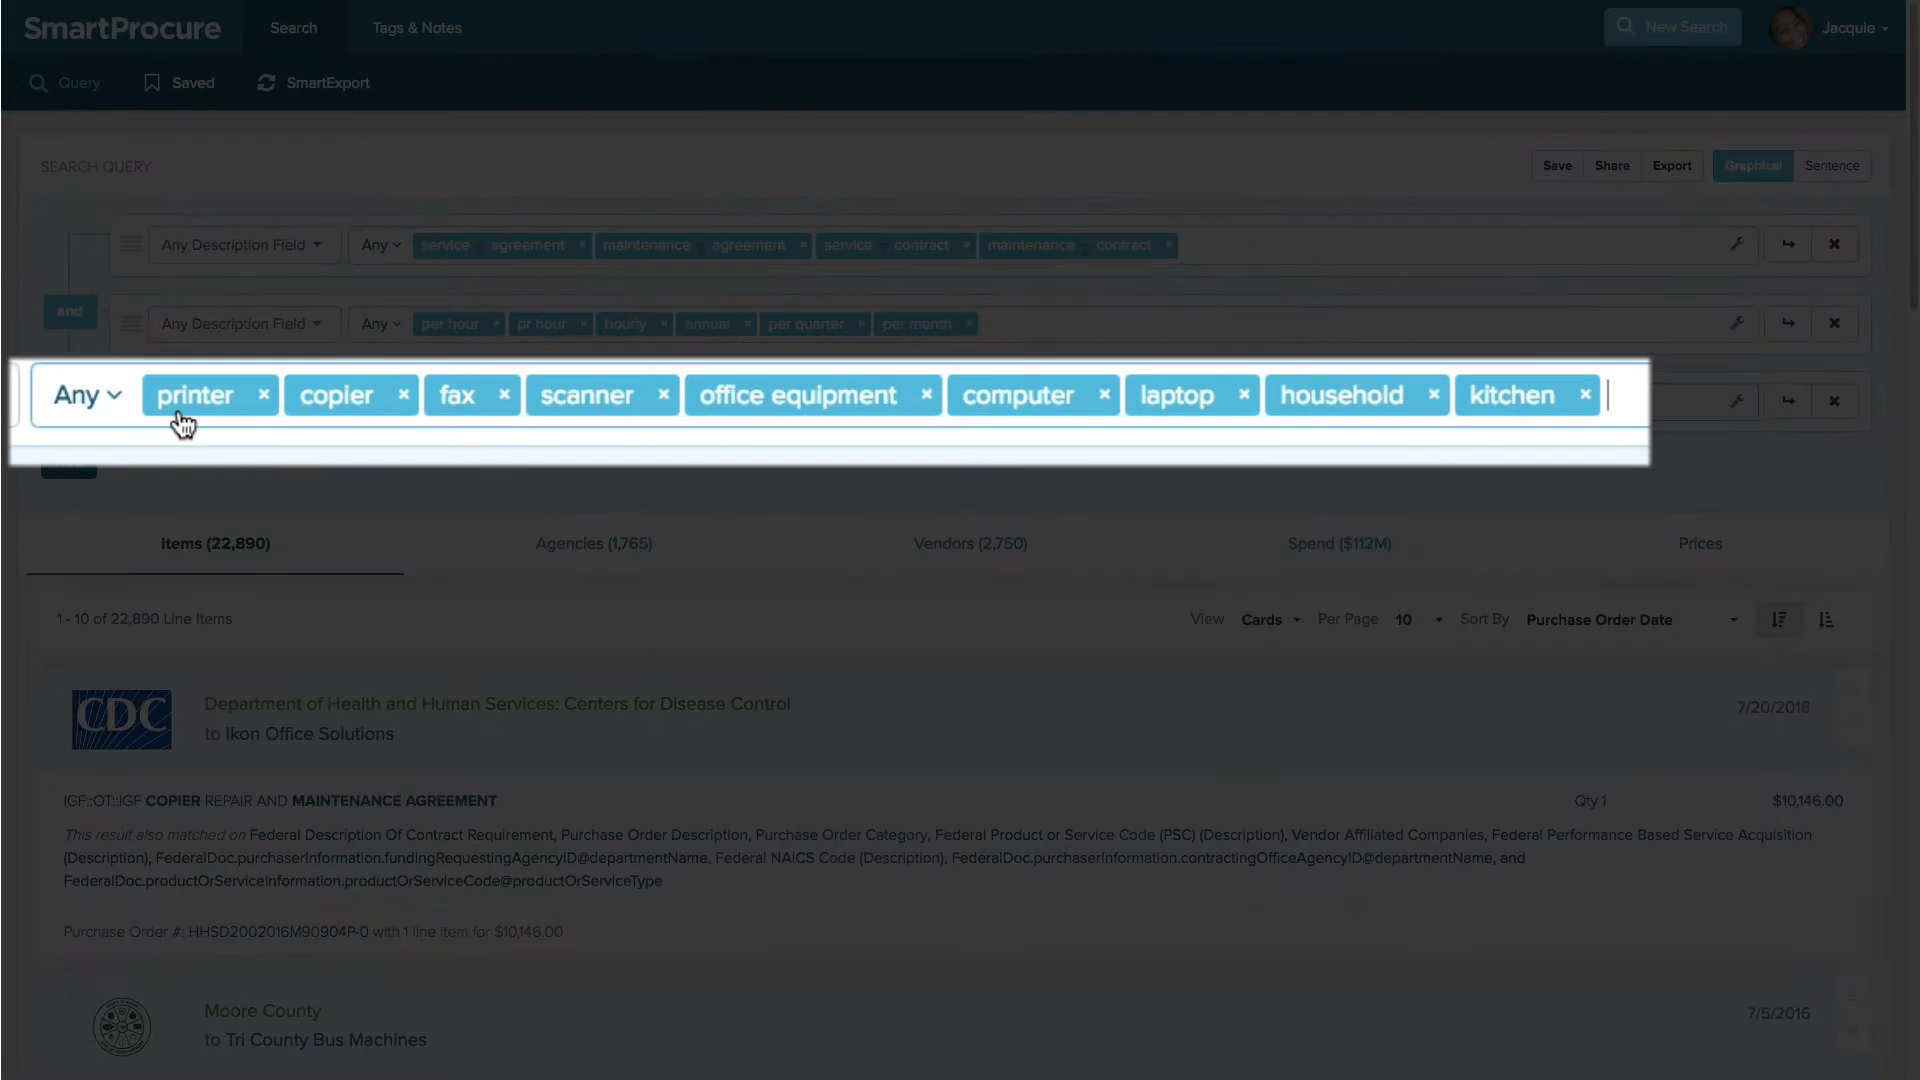 SmartProcure Search Tags & Notes New Search Jacquie
Query Saved SmartExport
SEARCH QUERY Save Share Export Graphical Sentence
Any Description Field Any service agreement × maintenance agreement × service contract × maintenance contract ×
and
Any Description Field Any per hour × pr hour × hourly × annual × per quarter × per month ×
Any printer × copier × fax × scanner × office equipment × computer × laptop × household × kitchen ×
Items (22,890) Agencies (1,765) Vendors (2,750) Spend ($112M) Prices
1 - 10 of 22,890 Line Items View Cards Per Page 10 Sort By Purchase Order Date
CDC
Department of Health and Human Services: Centers for Disease Control 7/20/2016
to Ikon Office Solutions
IGF::OT::IGF COPIER REPAIR AND MAINTENANCE AGREEMENT Qty 1 $10,146.00
This result also matched on Federal Description Of Contract Requirement, Purchase Order Description, Purchase Order Category, Federal Product or Service Code (PSC) (Description), Vendor Affiliated Companies, Federal Performance Based Service Acquisition
(Description), FederalDoc.purchaserInformation.fundingRequestingAgencyID@departmentName, Federal NAICS Code (Description), FederalDoc.purchaserInformation.contractingOfficeAgencyID@departmentName, and
FederalDoc.productOrServiceInformation.productOrServiceCode@productOrServiceType
Purchase Order #: HHSD2002016M90904P-0 with 1 line item for $10,146.00
Moore County 7/5/2016
to Tri County Bus Machines